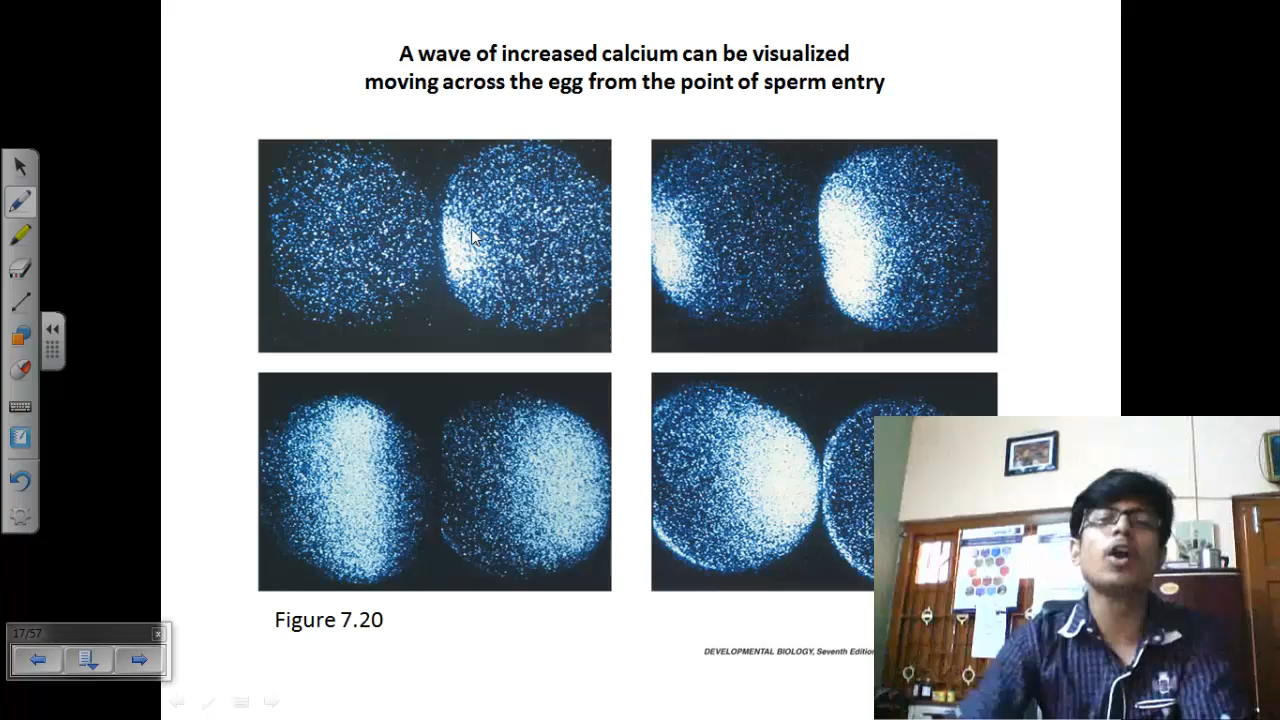 A wave of increased calcium can be visualized
moving across the egg from the point of sperm entry
Figure 7.20
17/57
x
DEVELOPMENTAL BIOLOGY, Seventh Edition